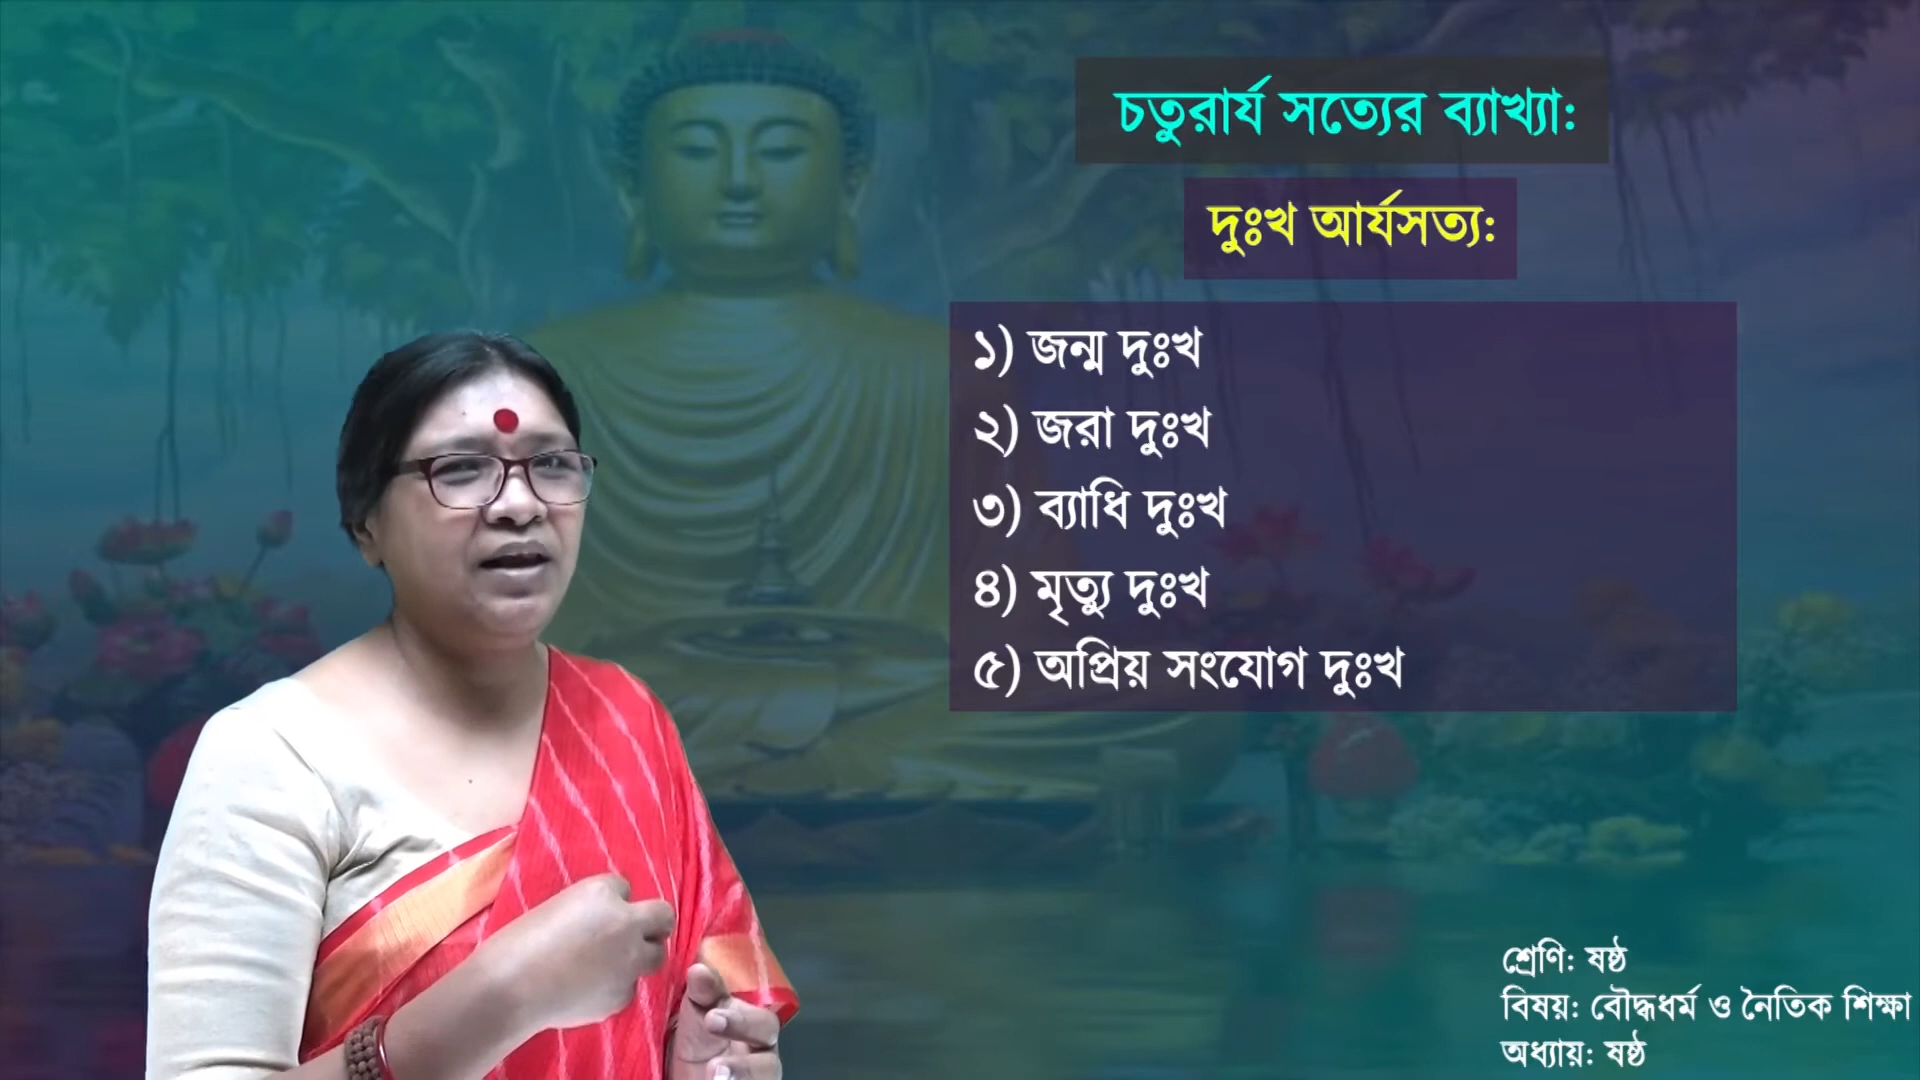 চতুরার্য সত্যের ব্যাখ্যা:
দুঃখ আর্যসত্য:
১) জন্ম দুঃখ
২) জরা দুঃখ
৩) ব্যাধি দুঃখ
৪) মৃত্যু দুঃখ
৫) অপ্রিয় সংযোগ দুঃখ
শ্রেণি: ষষ্ঠ
বিষয়: বৌদ্ধধর্ম ও নৈতিক শিক্ষা
অধ্যায়: ষষ্ঠ